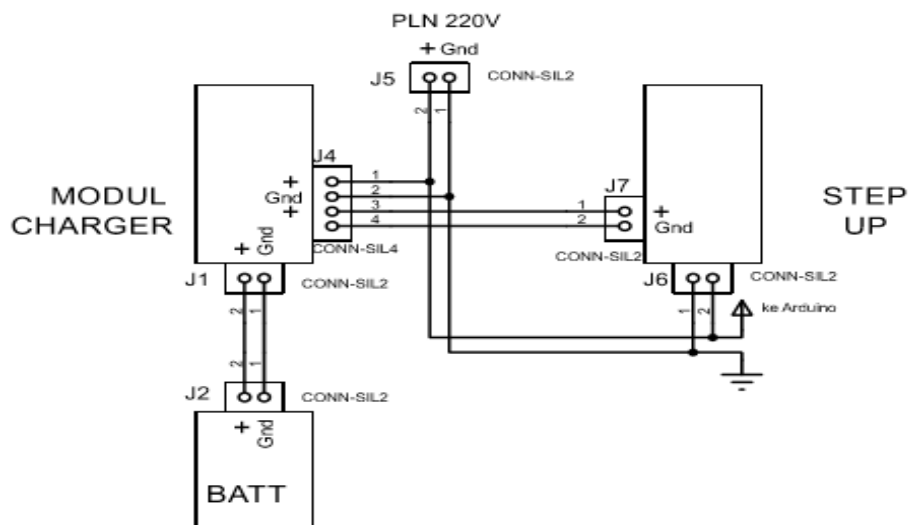 PLN 220V
+ Gnd
J5
CONN-SIL2
2
1
J4
+
Gnd
+
1
2
3
4
CONN-SIL4
MODUL
CHARGER
J7
1
2
+
Gnd
CONN-SIL2
STEP
UP
+
Gnd
J1
CONN-SIL2
2
1
J6
CONN-SIL2
1
2
ke Arduino
2
1
J2
CONN-SIL2
+
Gnd
BATT